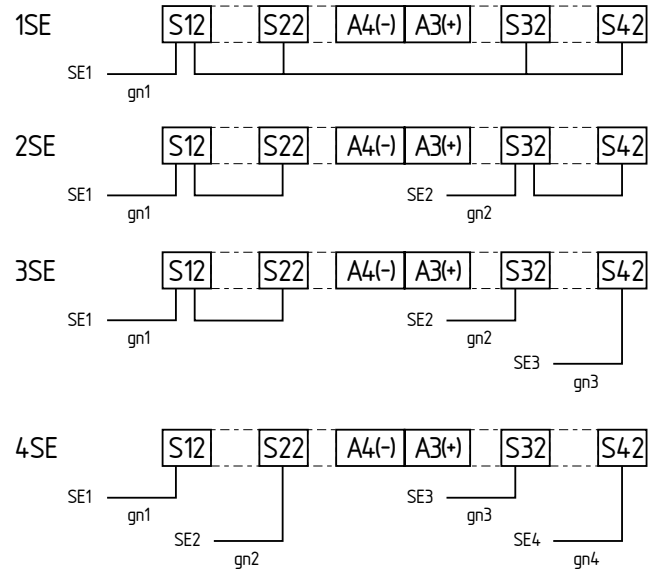 1SE S12 S22 A4(-) A3(+) S32 S42
SE1
gn1
2SE S12 S22 A4(-) A3(+) S32 S42
SE1 SE2
gn1 gn2
3SE S12 S22 A4(-) A3(+) S32 S42
SE1 SE2
gn1 gn2
SE3
gn3
4SE S12 S22 A4(-) A3(+) S32 S42
SE1 SE3
gn1 gn3
SE2 SE4
gn2 gn4